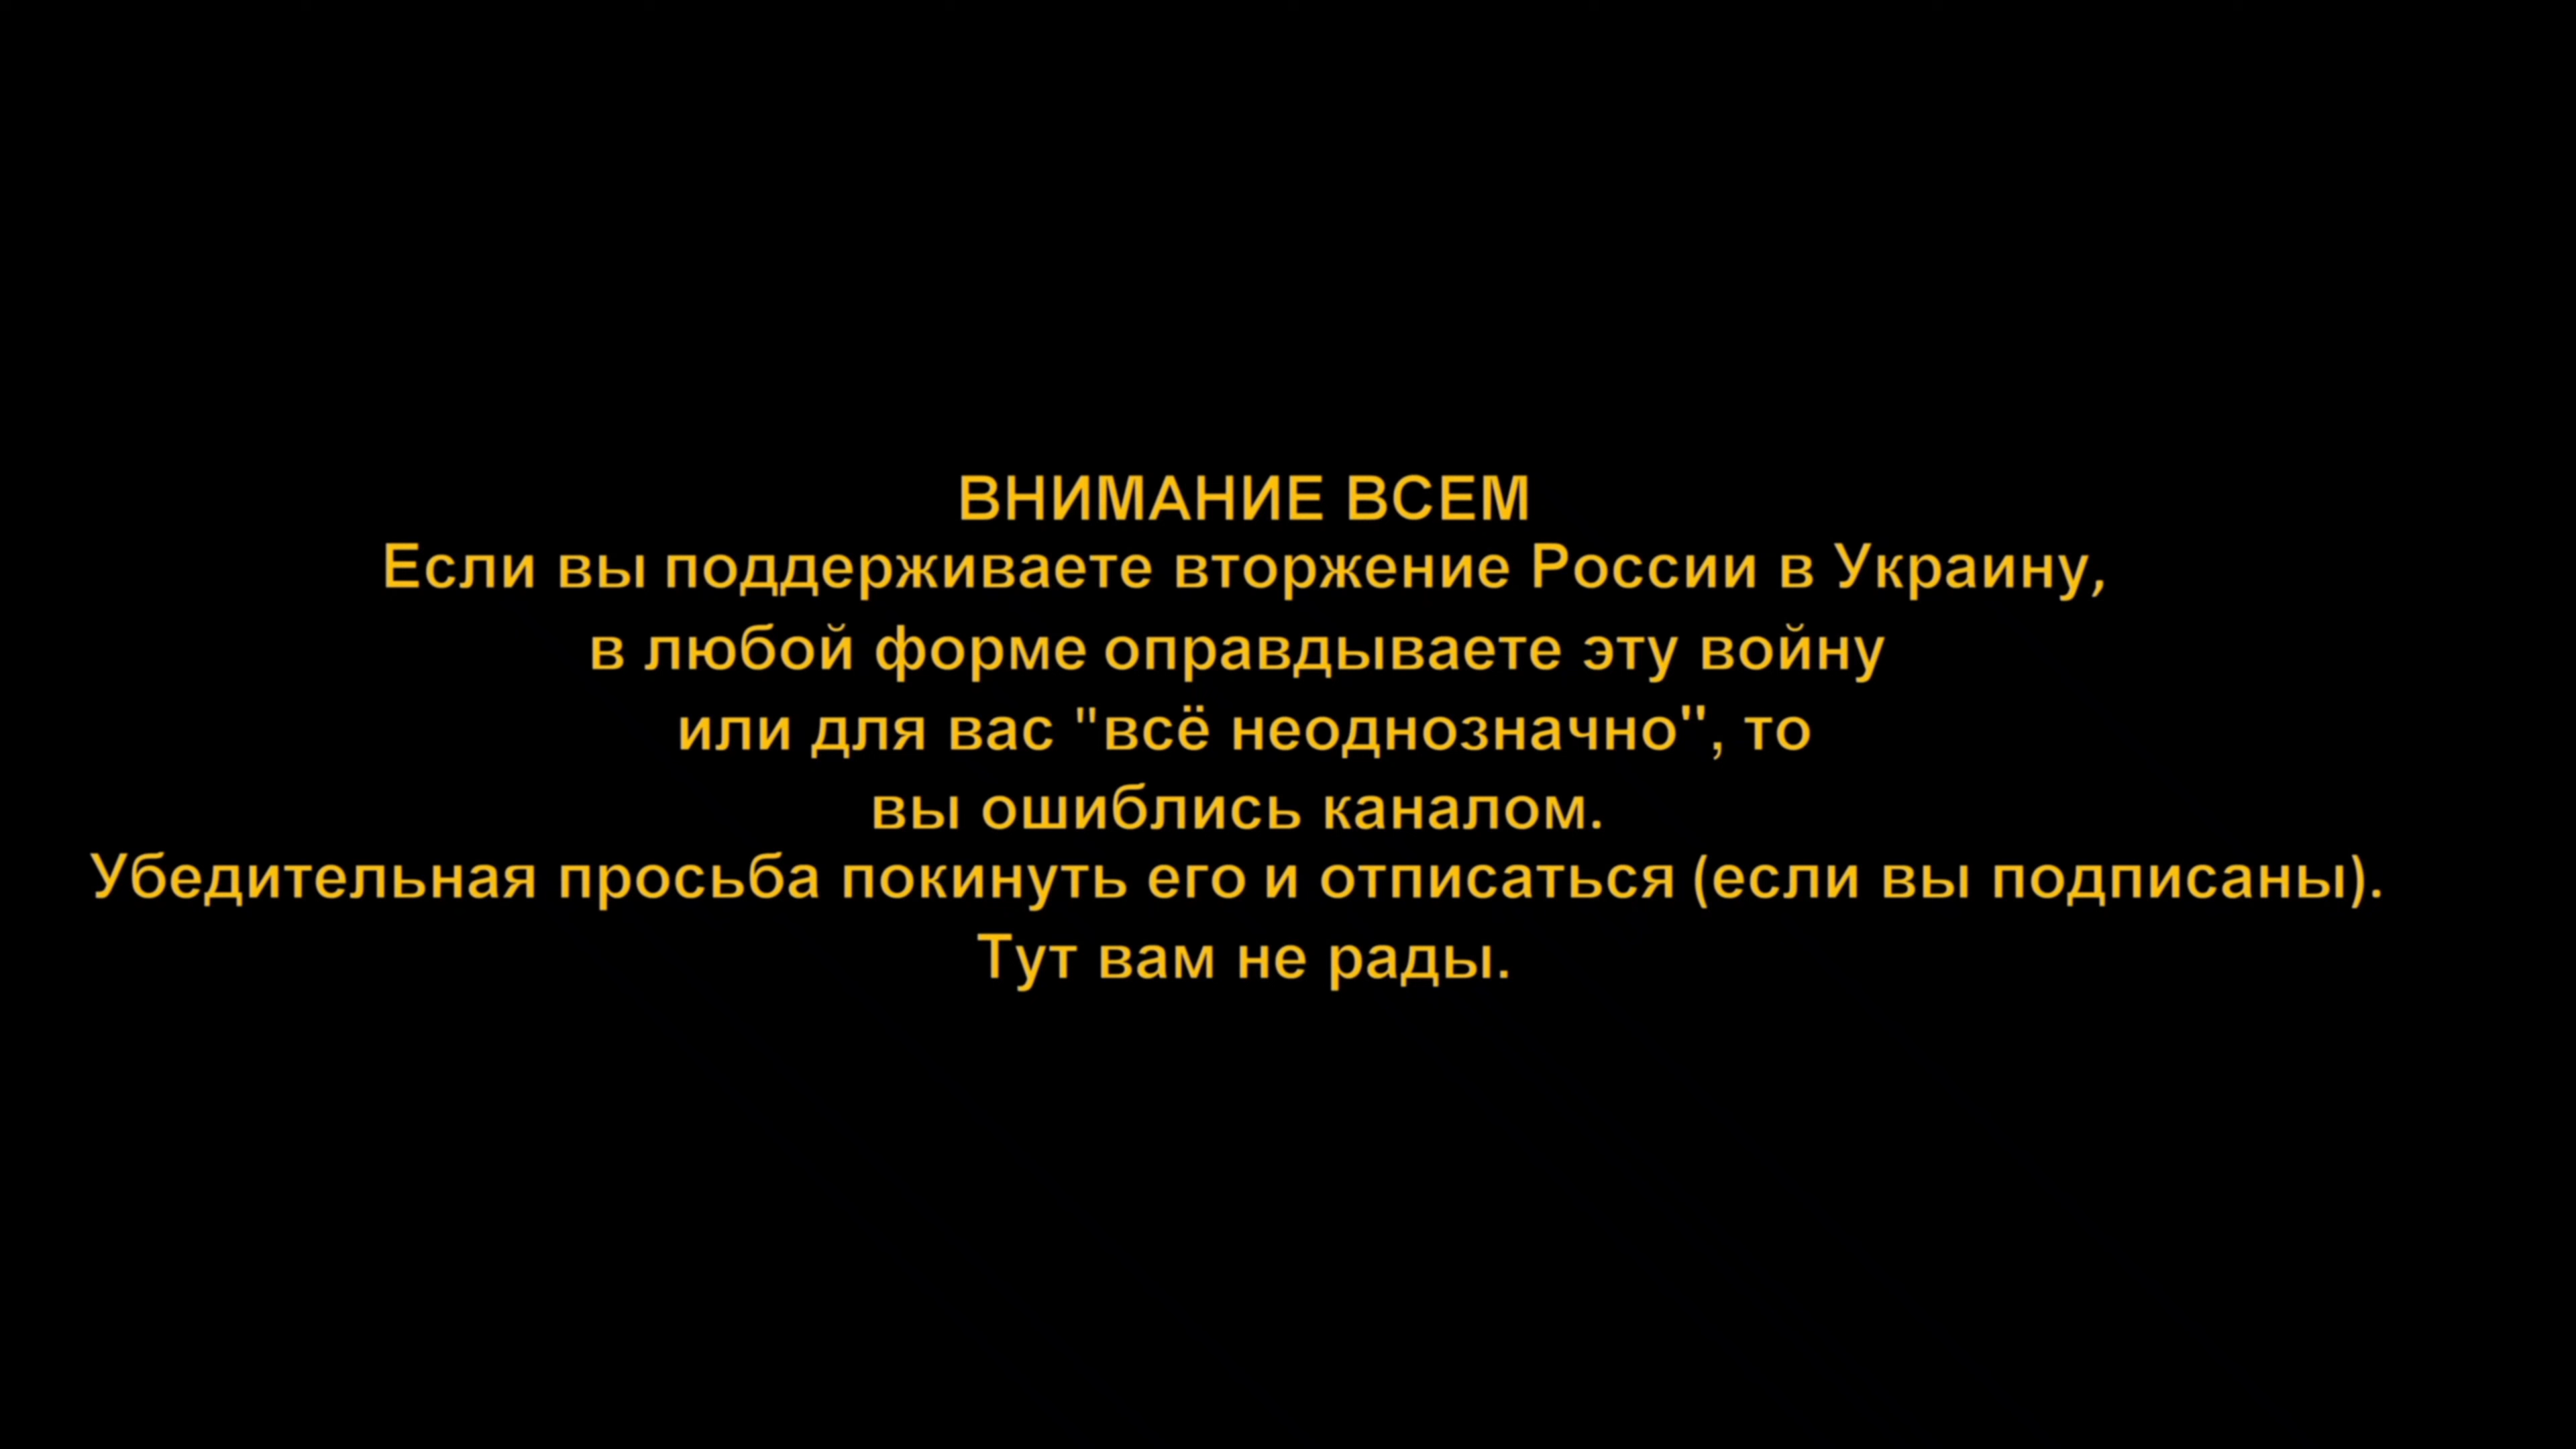 ВНИМАНИЕ ВСЕМ
Если вы поддерживаете вторжение России в Украину,
в любой форме оправдываете эту войну
или для вас "всё неоднозначно", то
вы ошиблись каналом.
Убедительная просьба покинуть его и отписаться (если вы подписаны).
Тут вам не рады.